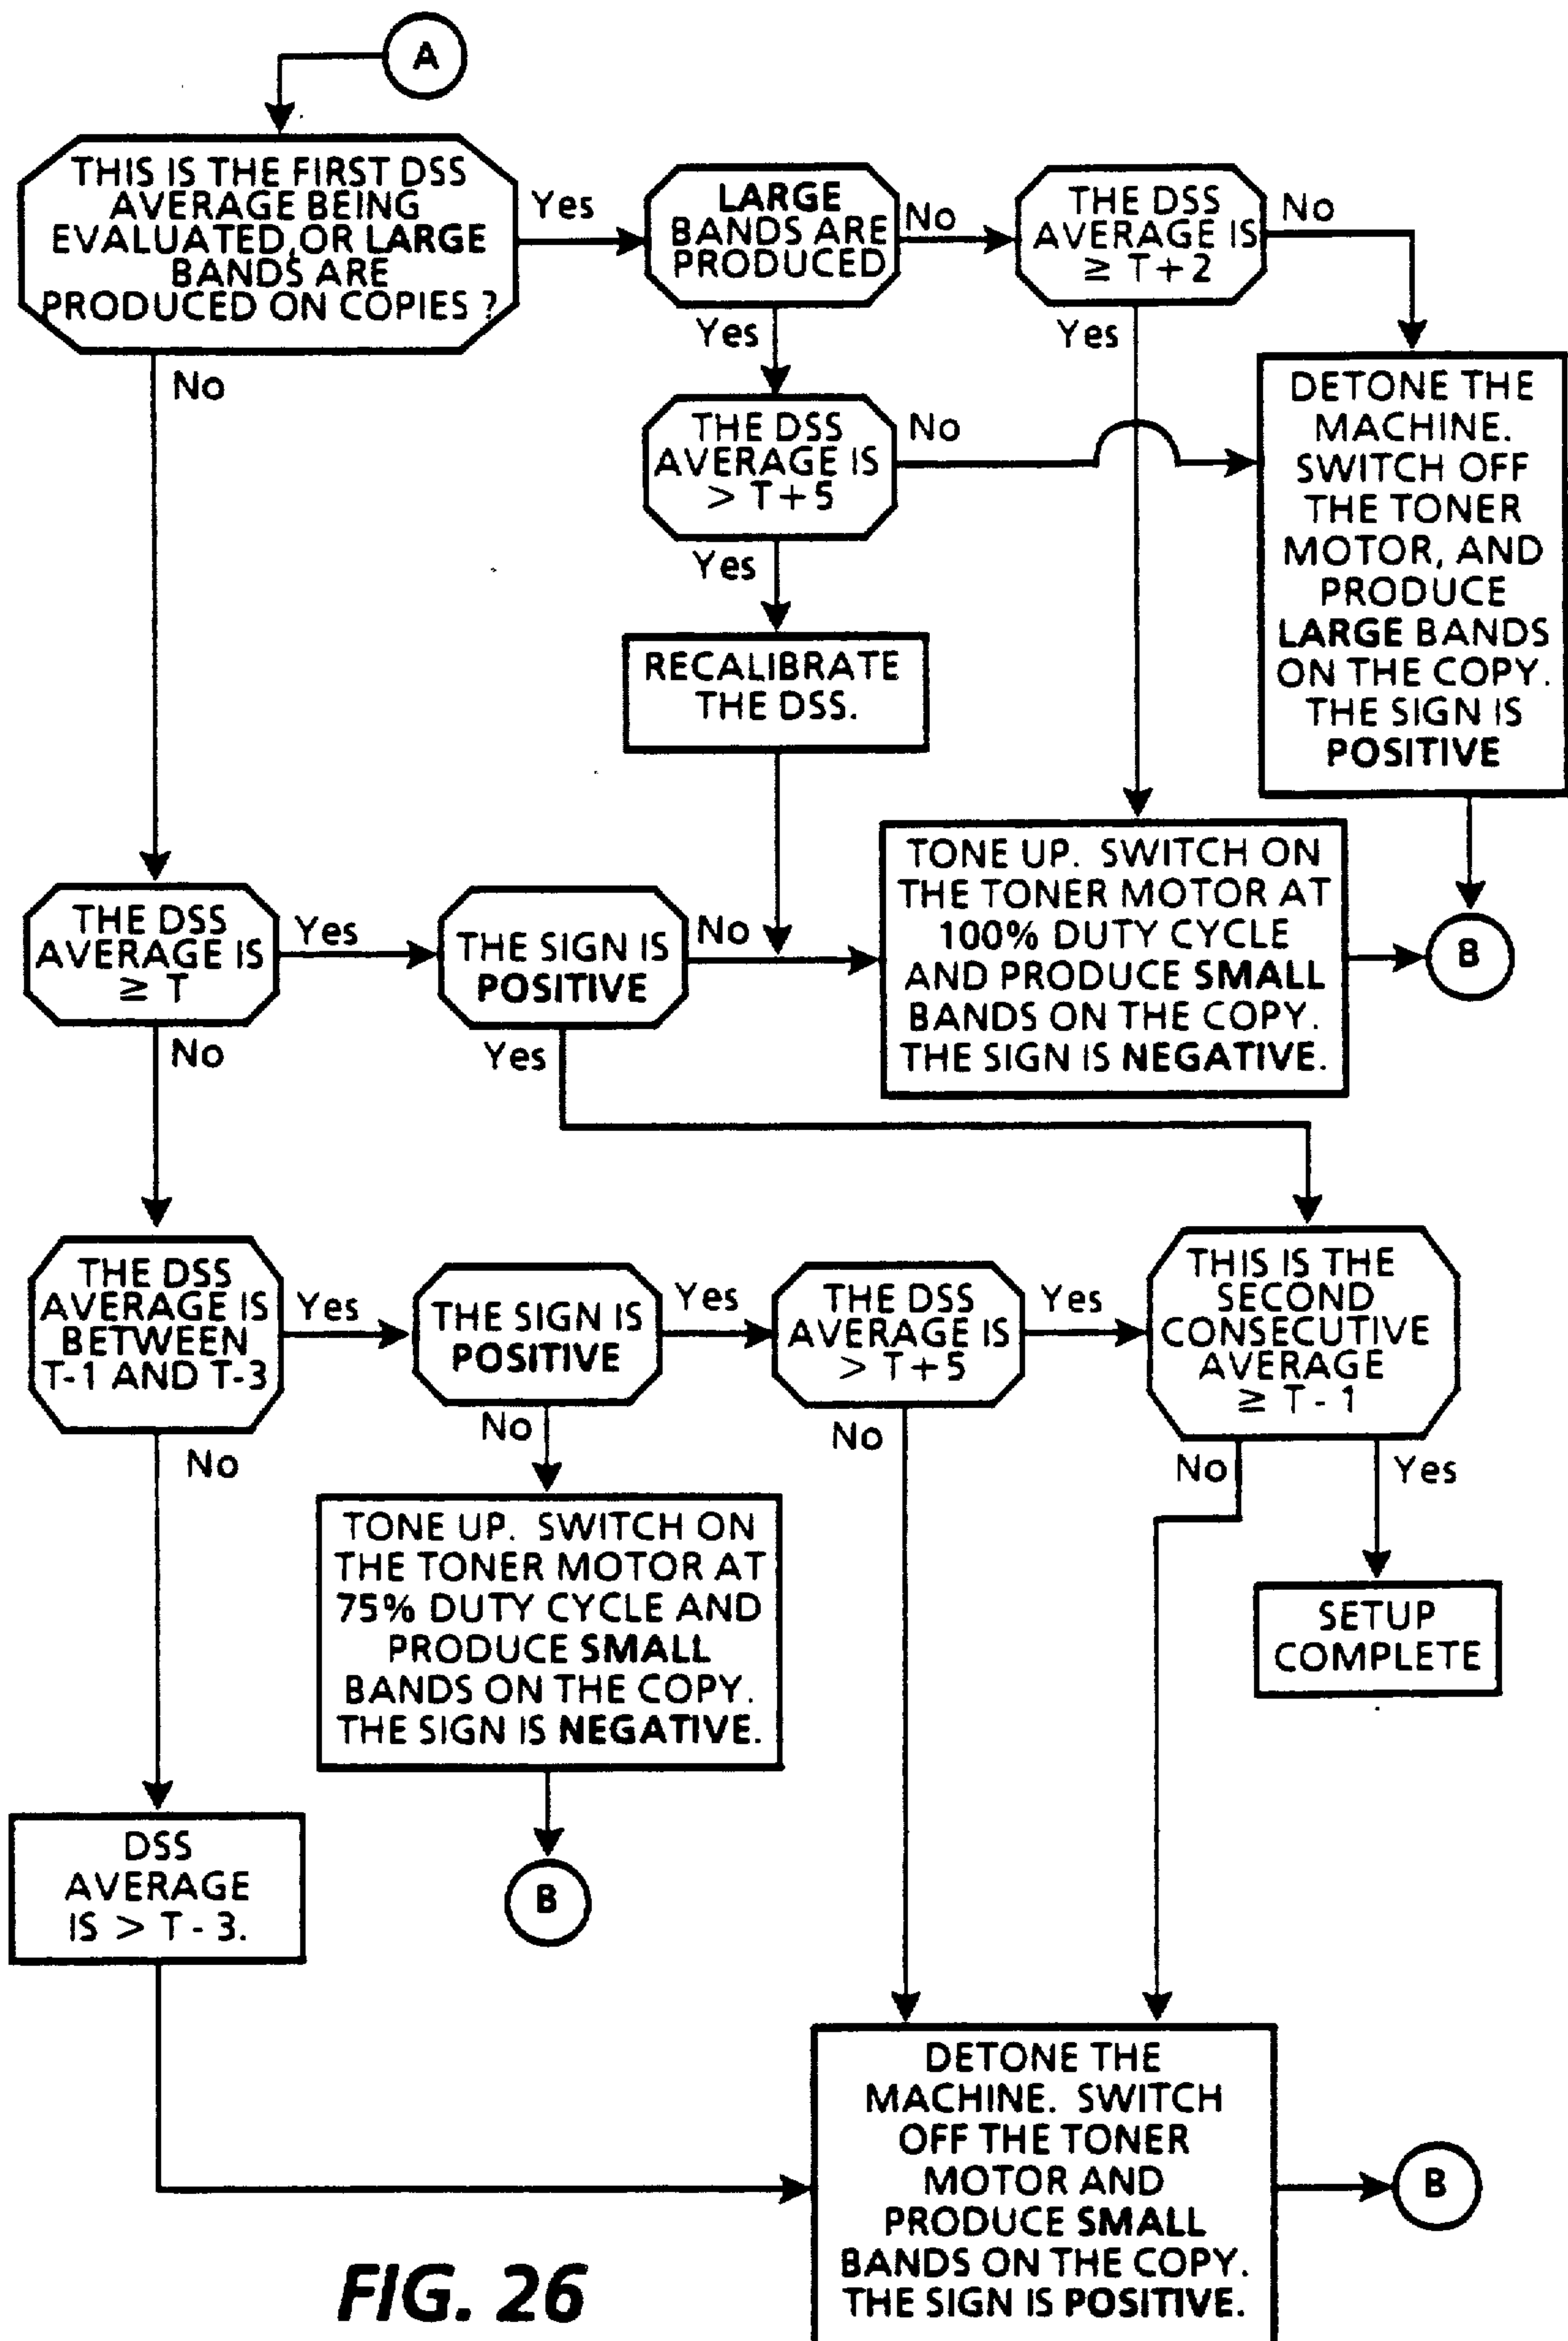 A
THIS IS THE FIRST DSS
AVERAGE BEING
EVALUATED,OR LARGE
BANDS ARE
PRODUCED ON COPIES ?
Yes
No
LARGE
BANDS ARE
PRODUCED
No
Yes
THE DSS
AVERAGE IS
≥ T+2
No
Yes
THE DSS
AVERAGE IS
> T+5
No
Yes
DETONE THE
MACHINE.
SWITCH OFF
THE TONER
MOTOR, AND
PRODUCE
LARGE BANDS
ON THE COPY.
THE SIGN IS
POSITIVE
RECALIBRATE
THE DSS.
THE DSS
AVERAGE IS
≥ T
Yes
No
THE SIGN IS
POSITIVE
No
Yes
TONE UP. SWITCH ON
THE TONER MOTOR AT
100% DUTY CYCLE
AND PRODUCE SMALL
BANDS ON THE COPY.
THE SIGN IS NEGATIVE.
B
THE DSS
AVERAGE IS
BETWEEN
T-1 AND T-3
Yes
No
THE SIGN IS
POSITIVE
Yes
No
THE DSS
AVERAGE IS
> T+5
Yes
No
THIS IS THE
SECOND
CONSECUTIVE
AVERAGE
≥ T - 1
No
Yes
TONE UP. SWITCH ON
THE TONER MOTOR AT
75% DUTY CYCLE AND
PRODUCE SMALL
BANDS ON THE COPY.
THE SIGN IS NEGATIVE.
SETUP
COMPLETE
DSS
AVERAGE
IS > T - 3.
B
DETONE THE
MACHINE. SWITCH
OFF THE TONER
MOTOR AND
PRODUCE SMALL
BANDS ON THE COPY.
THE SIGN IS POSITIVE.
B
FIG. 26